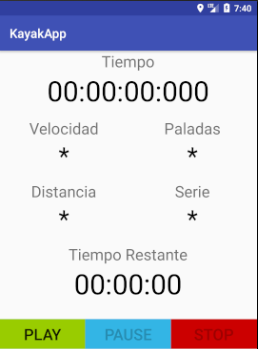 7:40
KayakApp
Tiempo
00:00:00:000
Velocidad Paladas
* *
Distancia Serie
* *
Tiempo Restante
00:00:00
PLAY PAUSE STOP